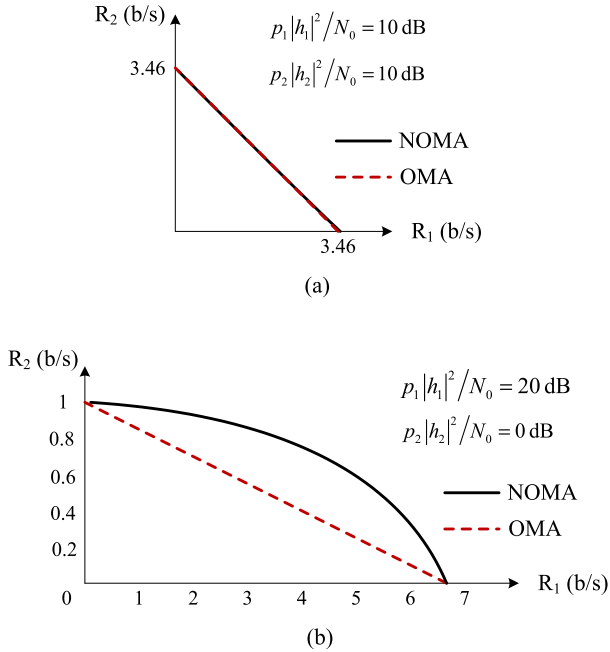 R₂ (b/s)
p₁|h₁|²/N₀ = 10 dB
p₂|h₂|²/N₀ = 10 dB
3.46
NOMA
OMA
R₁ (b/s)
3.46
(a)
R₂ (b/s)
p₁|h₁|²/N₀ = 20 dB
p₂|h₂|²/N₀ = 0 dB
1
0.8
0.6
0.4
0.2
NOMA
OMA
0 1 2 3 4 5 6 7
R₁ (b/s)
(b)